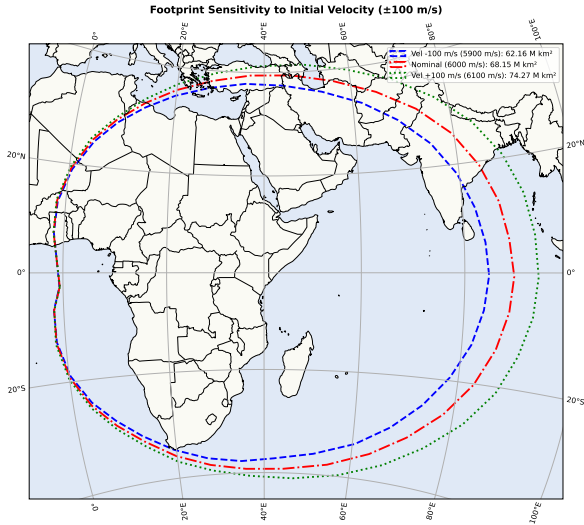 Footprint Sensitivity to Initial Velocity (±100 m/s)
0° 20°E 40°E 60°E 80°E 100°E
Vel -100 m/s (5900 m/s): 62.16 M km²
Nominal (6000 m/s): 68.15 M km²
Vel +100 m/s (6100 m/s): 74.27 M km²
20°N 20°N
0° 0°
20°S 20°S
0° 20°E 40°E 60°E 80°E 100°E